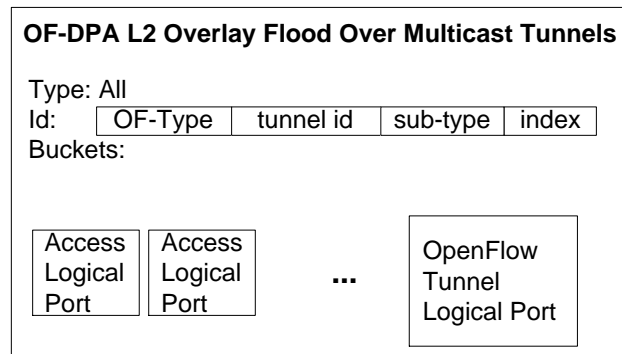 OF-DPA L2 Overlay Flood Over Multicast Tunnels
Type: All
Id: OF-Type tunnel id sub-type index
Buckets:
Access Logical Port
Access Logical Port
...
OpenFlow Tunnel Logical Port